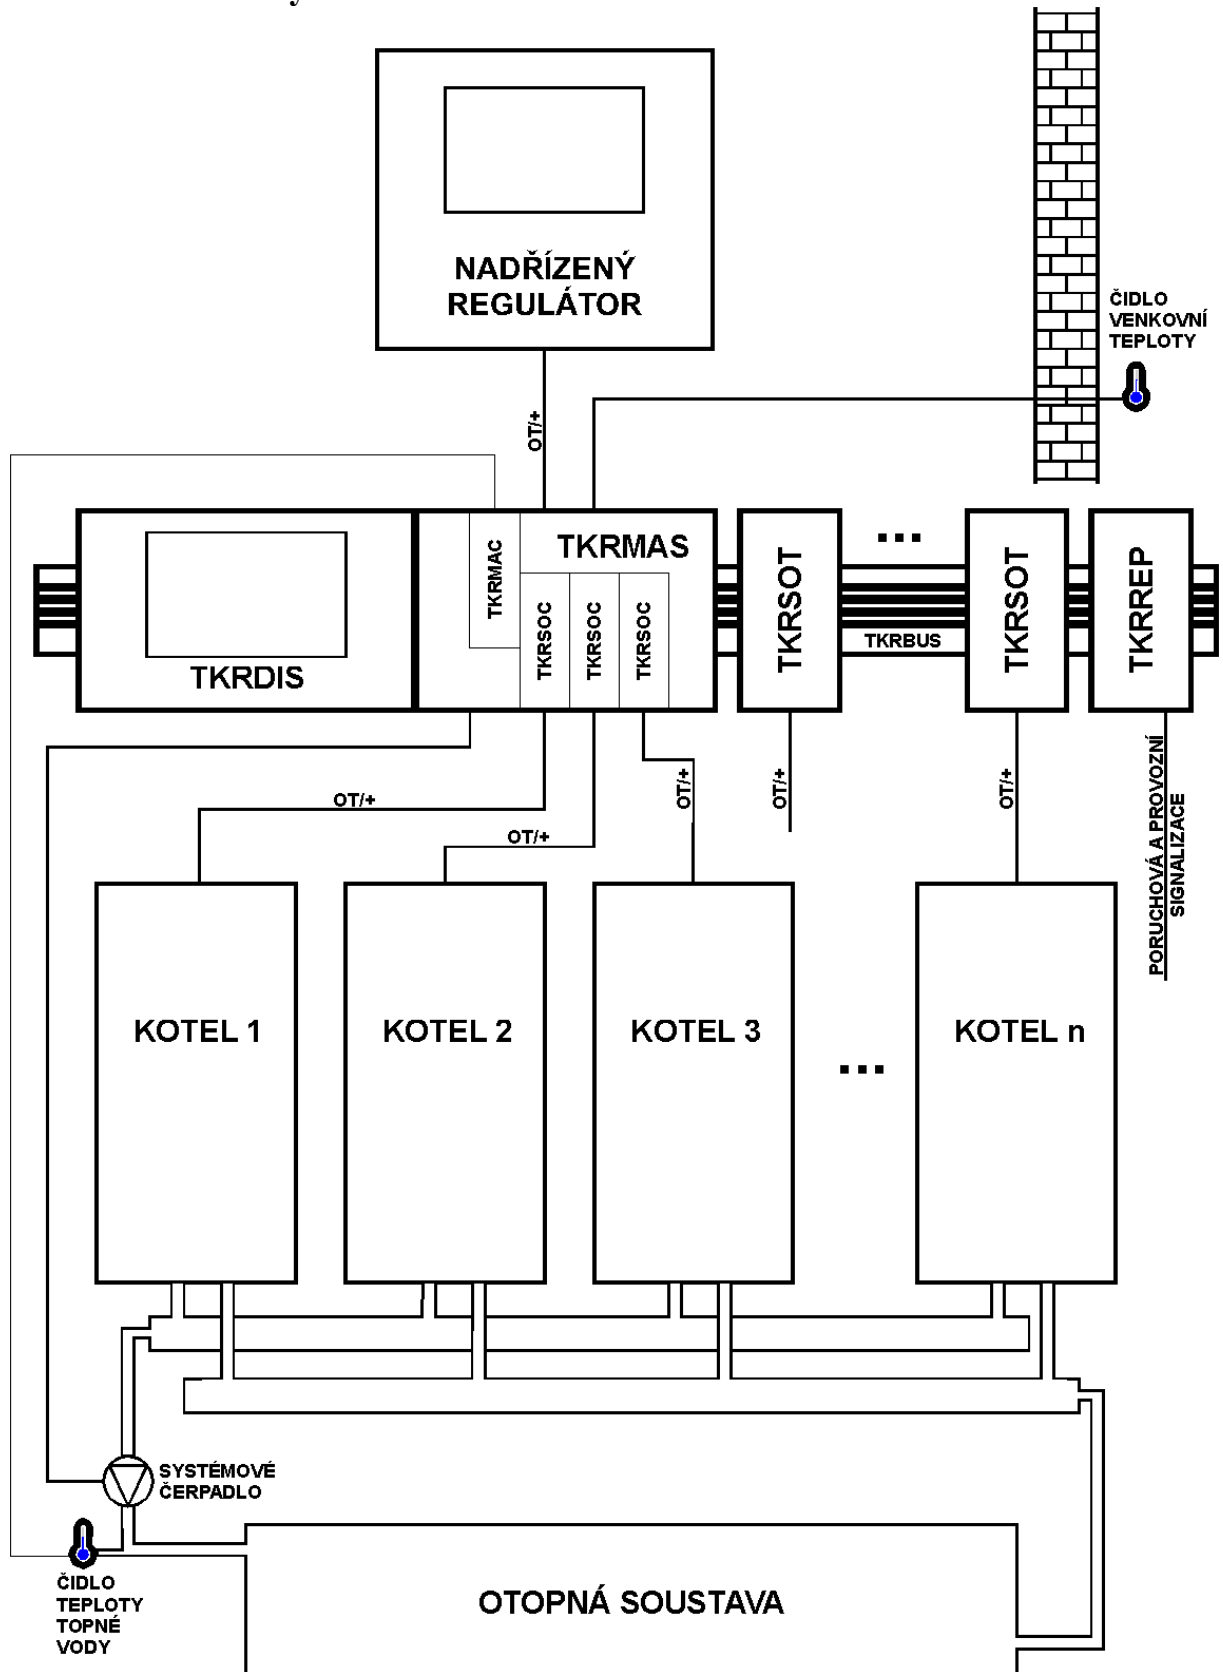 NADŘÍZENÝ
REGULÁTOR
ČIDLO
VENKOVNÍ
TEPLOTY
OT/+
TKRDIS
TKRMAC
TKRMAS
TKRSOC
TKRSOC
TKRSOC
TKRSOT
...
TKRBUS
TKRSOT
TKRREP
OT/+
OT/+
OT/+
OT/+
OT/+
PORUCHOVÁ A PROVOZNÍ
SIGNALIZACE
KOTEL 1
KOTEL 2
KOTEL 3
...
KOTEL n
SYSTÉMOVÉ
ČERPADLO
ČIDLO
TEPLOTY
TOPNÉ
VODY
OTOPNÁ SOUSTAVA